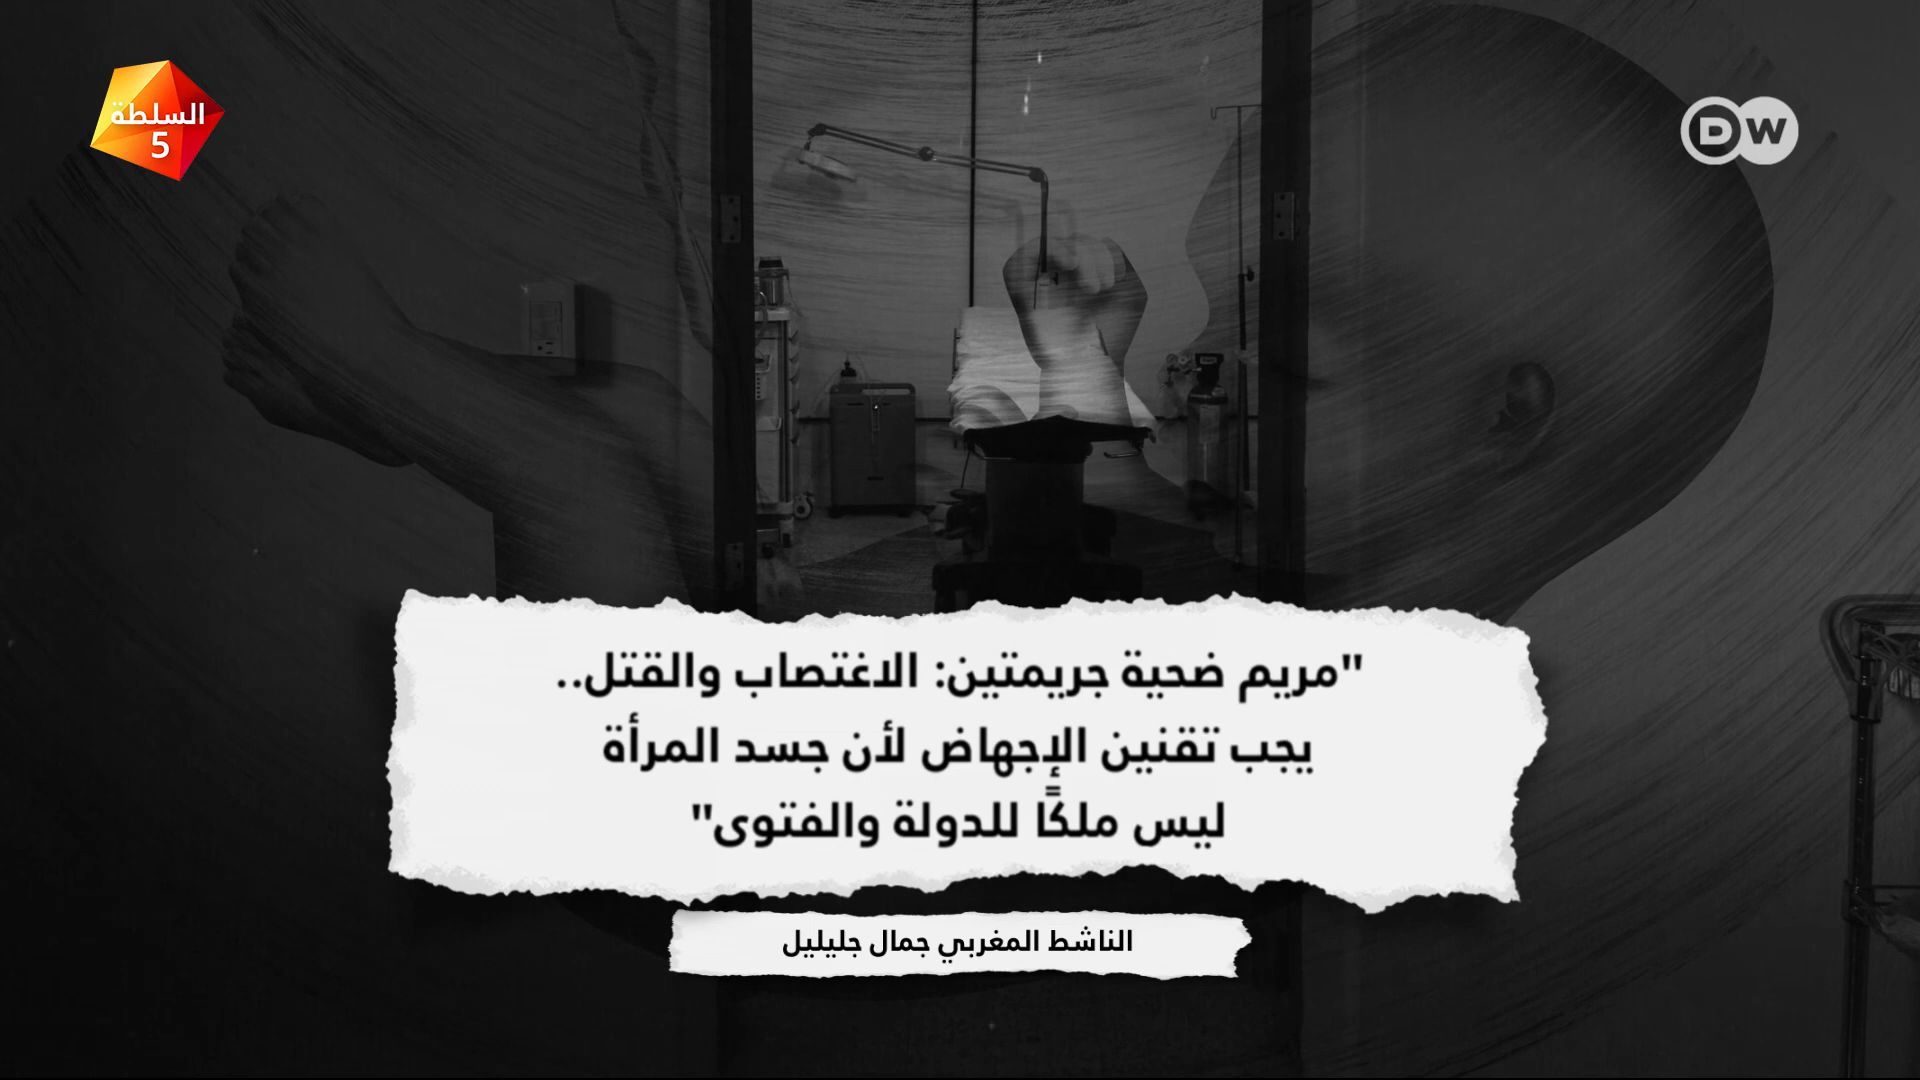 السلطة
5
DW
"مريم ضحية جريمتين: الاغتصاب والقتل..
يجب تقنين الإجهاض لأن جسد المرأة
ليس ملكًا للدولة والفتوى"
الناشط المغربي جمال جليليل